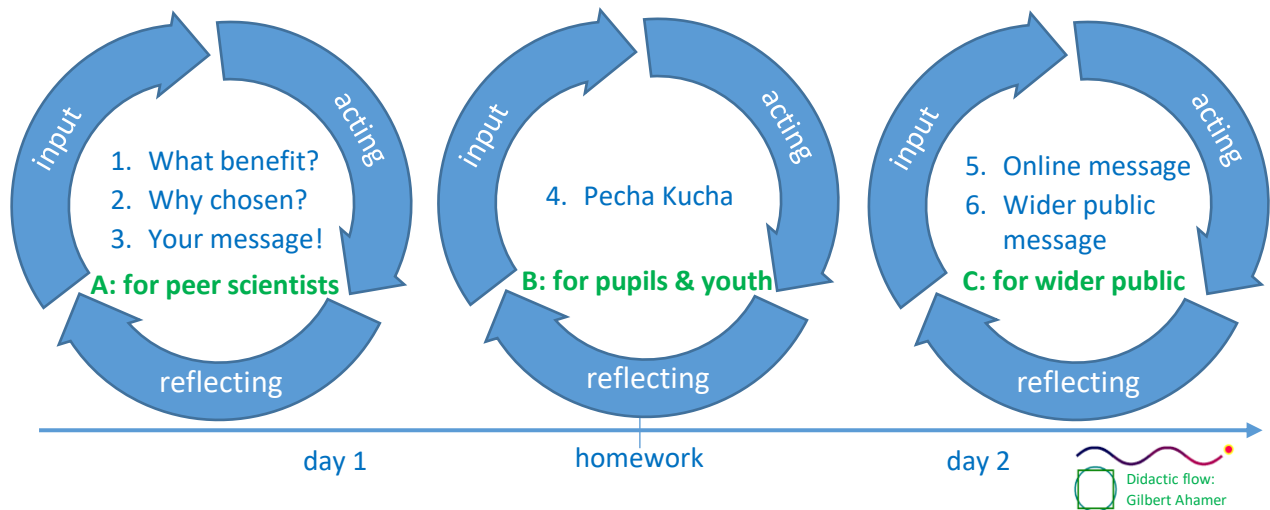 input
acting
1. What benefit?
2. Why chosen?
3. Your message!
A: for peer scientists
reflecting
input
acting
4. Pecha Kucha
B: for pupils & youth
reflecting
input
acting
5. Online message
6. Wider public
message
C: for wider public
reflecting
day 1
homework
day 2
Didactic flow:
Gilbert Ahamer